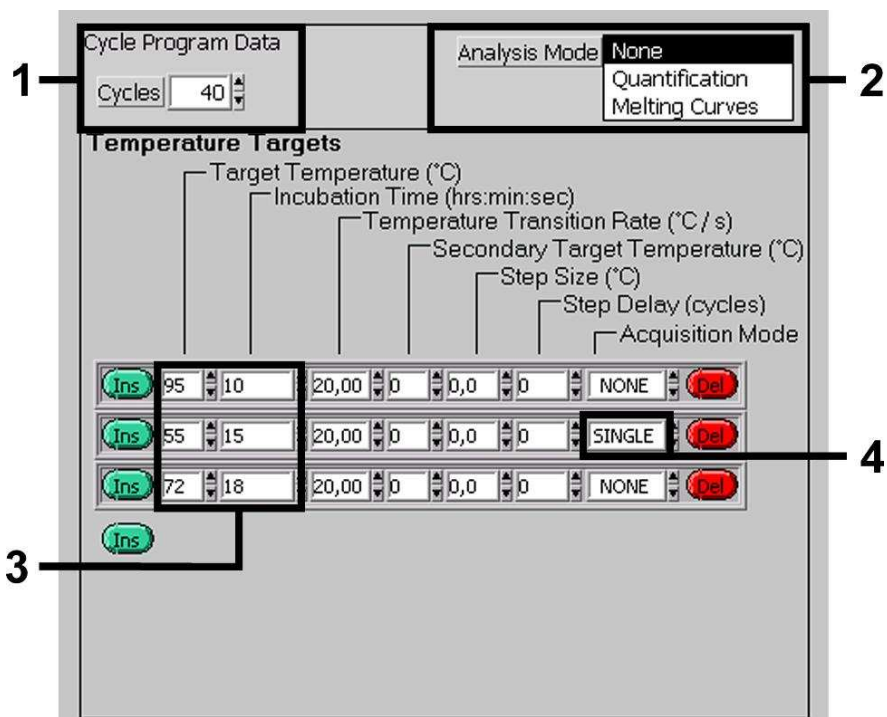 Cycle Program Data
Cycles 40
1
Analysis Mode None
Quantification
Melting Curves
2
Temperature Targets
Target Temperature (°C)
Incubation Time (hrs:min:sec)
Temperature Transition Rate (°C / s)
Secondary Target Temperature (°C)
Step Size (°C)
Step Delay (cycles)
Acquisition Mode
Ins 95 10 20,00 0 0,0 0 NONE Del
Ins 55 15 20,00 0 0,0 0 SINGLE Del
4
Ins 72 18 20,00 0 0,0 0 NONE Del
Ins
3